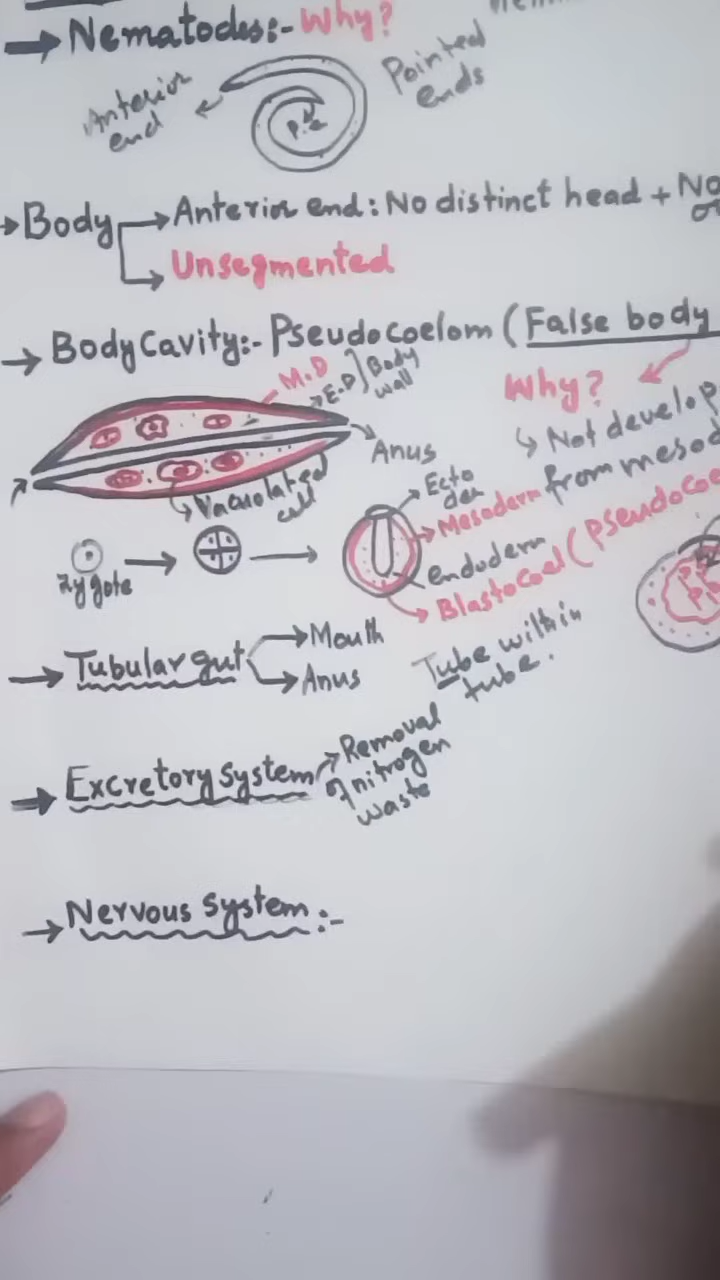 → Nematodes:- Why?
Anterior
end
Pointed
ends
→ Body → Anterior end: No distinct head + No
→ Unsegmented
→ Body Cavity:- Pseudocoelom (False body
M.D
E.D
Body
wall
Why?
Anus
Not develop
from mesod
Vacuolated
cell
Ecto
der
Mesoderm
endoderm
Blastocoel (Pseudocoe
Zygote
→ Tubular gut → Mouth
→ Anus
Tube within
tube.
→ Excretory System → Removal
of nitrogen
waste
→ Nervous System:-